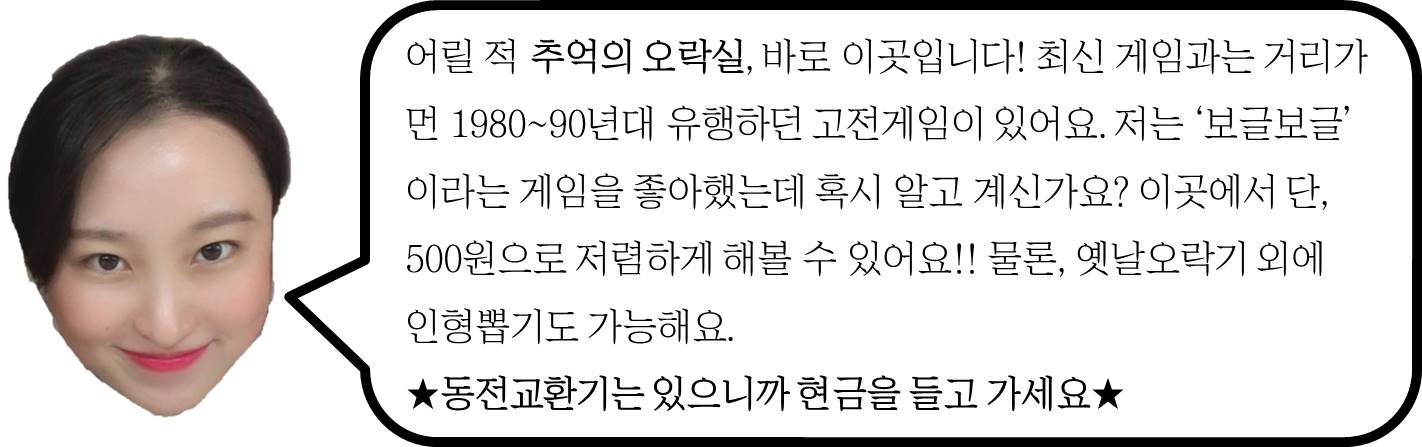 어릴 적 추억의 오락실, 바로 이곳입니다! 최신 게임과는 거리가
먼 1980~90년대 유행하던 고전게임이 있어요. 저는 ‘보글보글’
이라는 게임을 좋아했는데 혹시 알고 계신가요? 이곳에서 단,
500원으로 저렴하게 해볼 수 있어요!! 물론, 옛날오락기 외에
인형뽑기도 가능해요.
★동전교환기는 있으니까 현금을 들고 가세요★